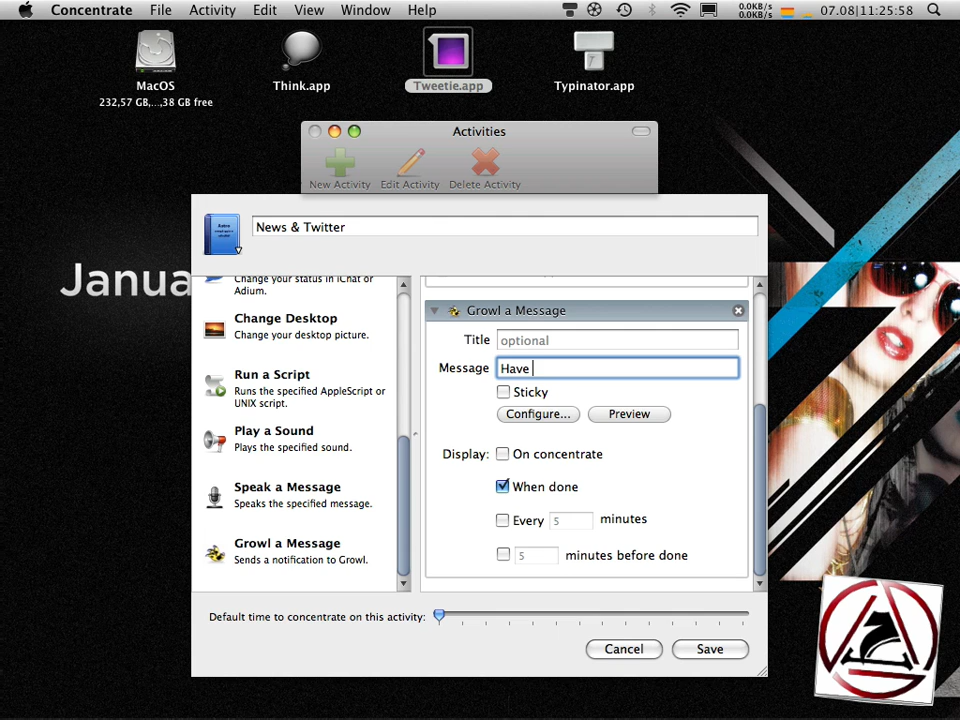 Concentrate File Activity Edit View Window Help 0.0KB/s 0.0KB/s 07.08|11:25:58
MacOS
232,57 GB,...,38 GB free
Think.app
Tweetie.app
Typinator.app
Activities
New Activity Edit Activity Delete Activity
News & Twitter
Janua
Change your status in iChat or
Adium.
Change Desktop
Change your desktop picture.
Run a Script
Runs the specified AppleScript or
UNIX script.
Play a Sound
Plays the specified sound.
Speak a Message
Speaks the specified message.
Growl a Message
Sends a notification to Growl.
Growl a Message
Title optional
Message Have
Sticky
Configure... Preview
Display: On concentrate
When done
Every 5 minutes
5 minutes before done
Default time to concentrate on this activity:
Cancel Save